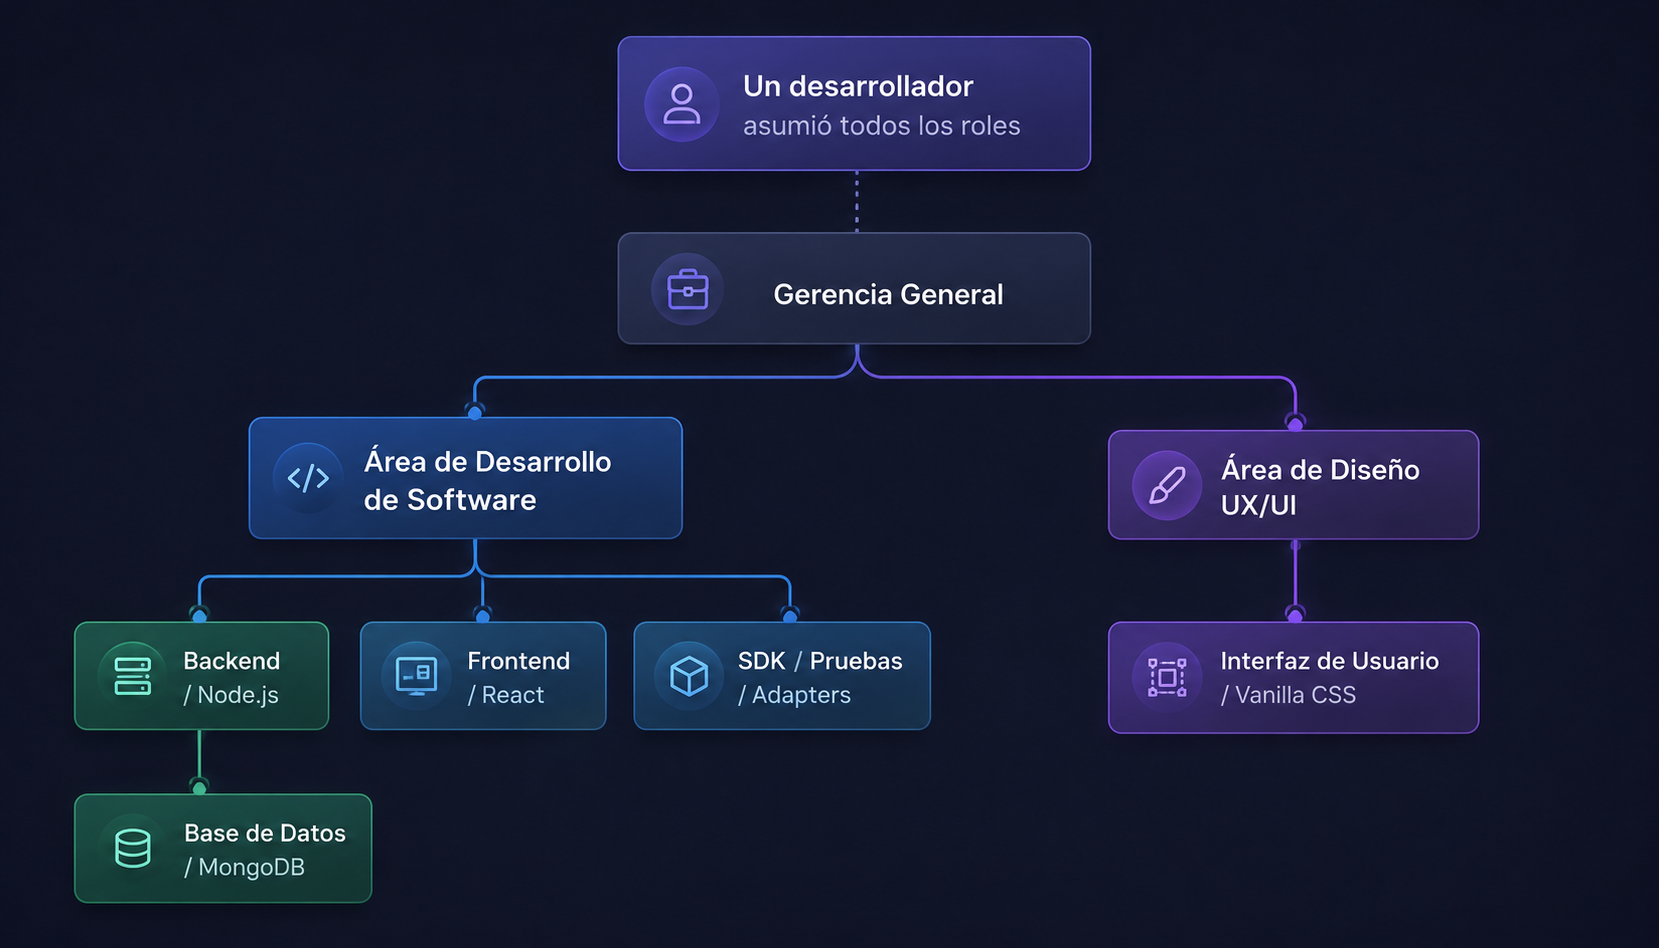 Un desarrollador
asumió todos los roles
Gerencia General
Área de Desarrollo
de Software
Área de Diseño
UX/UI
Backend
/ Node.js
Frontend
/ React
SDK / Pruebas
/ Adapters
Interfaz de Usuario
/ Vanilla CSS
Base de Datos
/ MongoDB